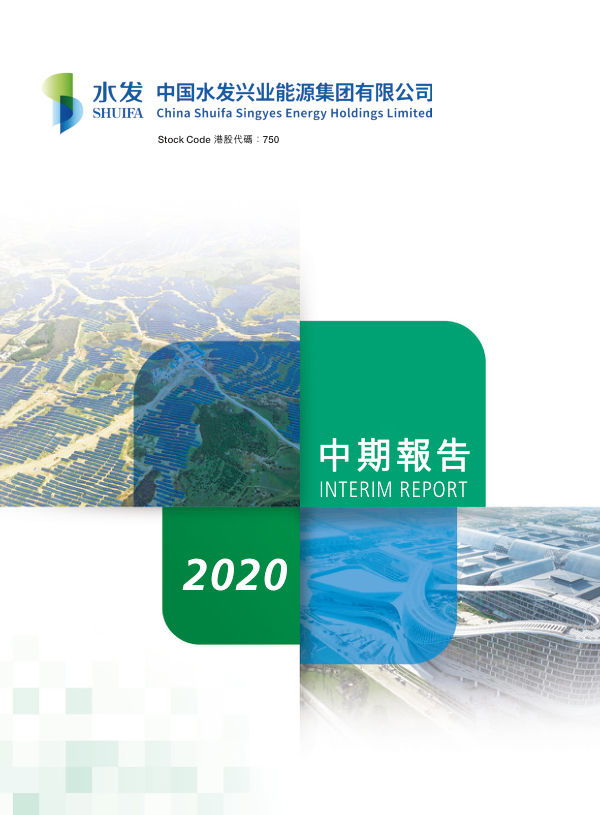 水发
SHUIFA
中国水发兴业能源集团有限公司
China Shuifa Singyes Energy Holdings Limited
Stock Code 港股代碼：750
中期報告
INTERIM REPORT
2020